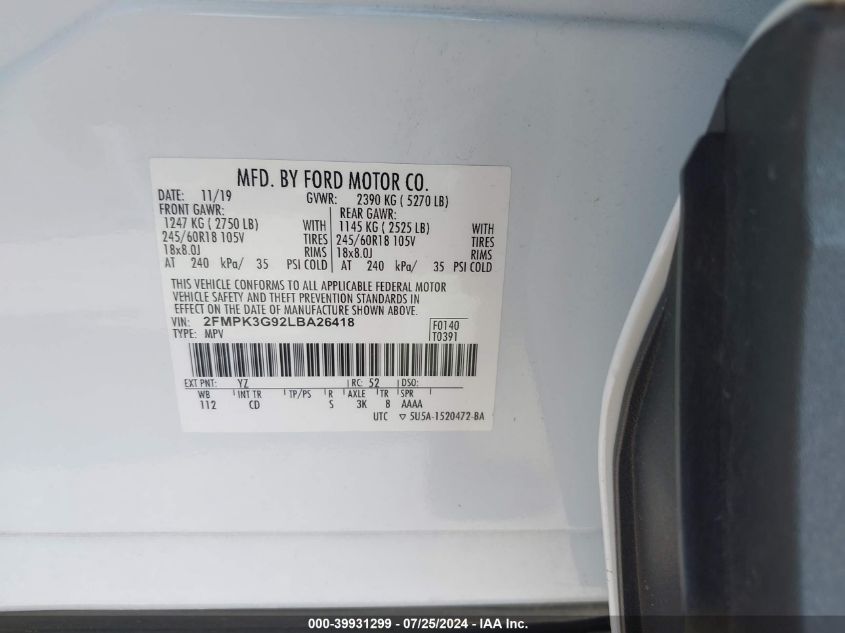 MFD. BY FORD MOTOR CO.
DATE: 11/19 GVWR: 2390 KG ( 5270 LB)
FRONT GAWR: REAR GAWR:
1247 KG ( 2750 LB) WITH 1145 KG ( 2525 LB) WITH
245/60R18 105V TIRES 245/60R18 105V TIRES
18x8.0J RIMS 18x8.0J RIMS
AT 240 kPa/ 35 PSI COLD AT 240 kPa/ 35 PSI COLD
THIS VEHICLE CONFORMS TO ALL APPLICABLE FEDERAL MOTOR
VEHICLE SAFETY AND THEFT PREVENTION STANDARDS IN
EFFECT ON THE DATE OF MANUFACTURE SHOWN ABOVE.
VIN: 2FMPK3G92LBA26418 F0140
TYPE: MPV T0391
EXT PNT: YZ RC: 52 DSO:
WB INT TR TP/PS R AXLE TR SPR
112 CD S 3K 8 AAAA
UTC ▽ 5U5A-1520472-BA
000-39931299 - 07/25/2024 - IAA Inc.